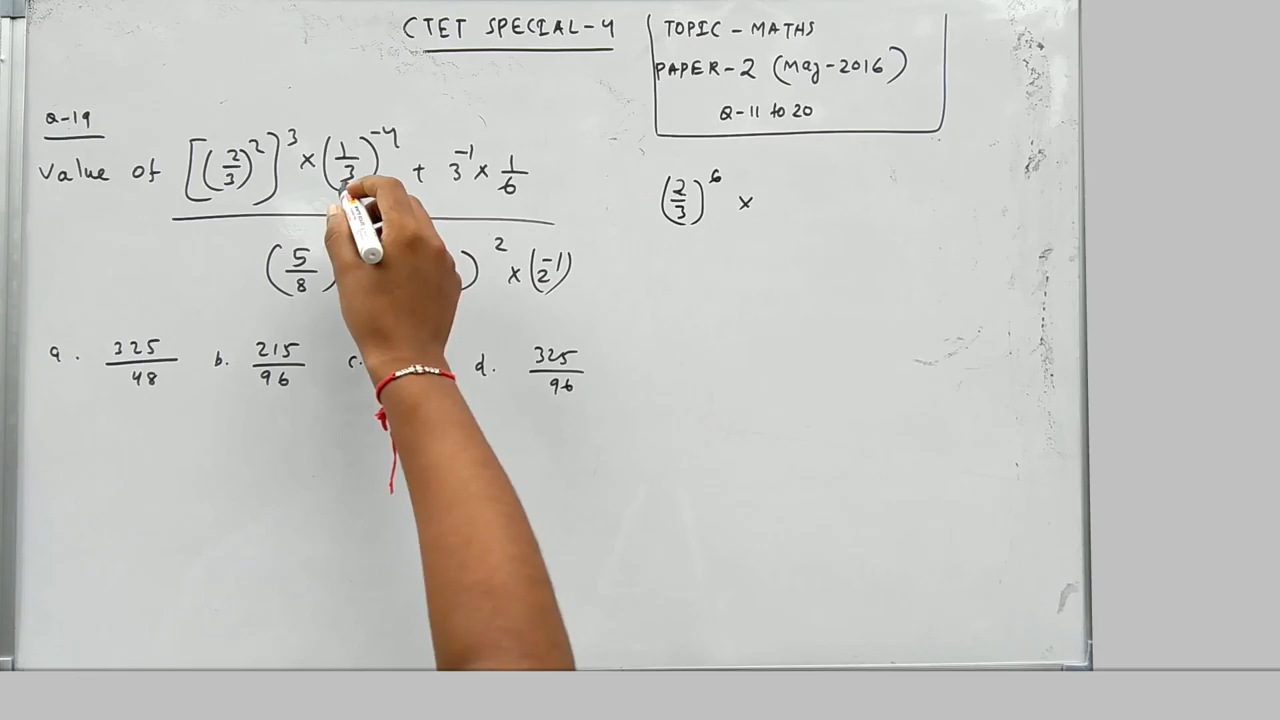 CTET SPECIAL-4
TOPIC - MATHS
PAPER-2 (May-2016)
Q-11 to 20
Q-19
Value of [(2/3)^2]^3 × (1/3)^-4 + 3^-1 × 1/6
(5/8) )^2 × (2^-1)
a. 325/48 b. 215/96 c. d. 325/96
(2/3)^6 ×